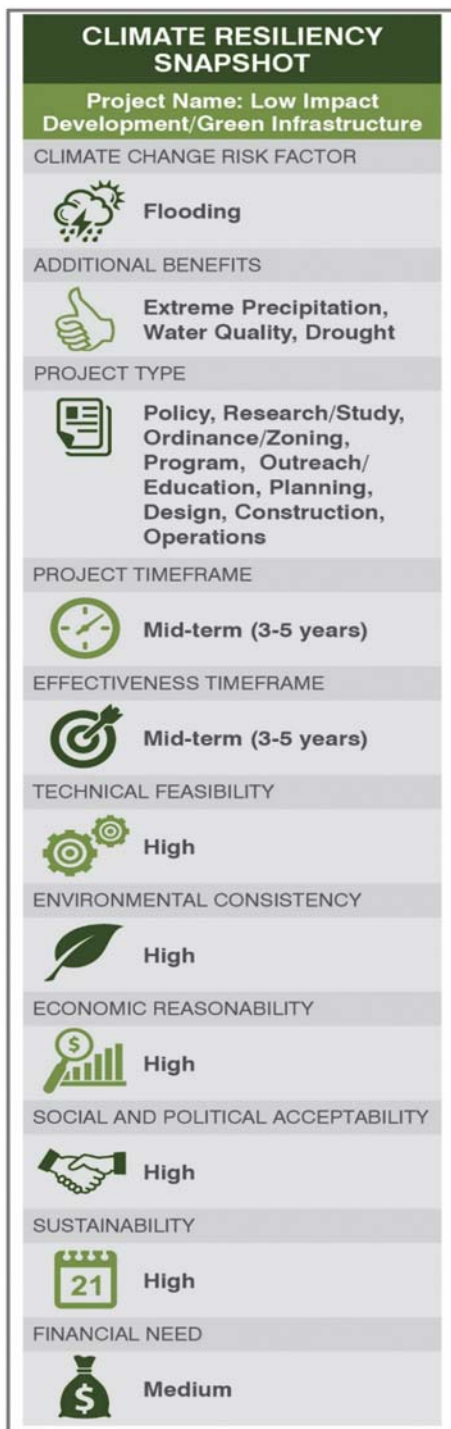 CLIMATE RESILIENCY
SNAPSHOT
Project Name: Low Impact
Development/Green Infrastructure
CLIMATE CHANGE RISK FACTOR
Flooding
ADDITIONAL BENEFITS
Extreme Precipitation,
Water Quality, Drought
PROJECT TYPE
Policy, Research/Study,
Ordinance/Zoning,
Program, Outreach/
Education, Planning,
Design, Construction,
Operations
PROJECT TIMEFRAME
Mid-term (3-5 years)
EFFECTIVENESS TIMEFRAME
Mid-term (3-5 years)
TECHNICAL FEASIBILITY
High
ENVIRONMENTAL CONSISTENCY
High
ECONOMIC REASONABILITY
$
High
SOCIAL AND POLITICAL ACCEPTABILITY
High
SUSTAINABILITY
21
High
FINANCIAL NEED
$
Medium